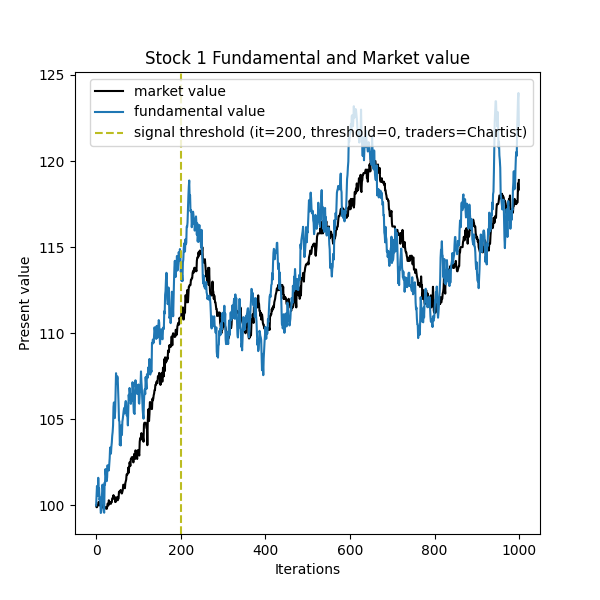 Stock 1 Fundamental and Market value
market value
fundamental value
signal threshold (it=200, threshold=0, traders=Chartist)
Present value
125
120
115
110
105
100
0 200 400 600 800 1000
Iterations